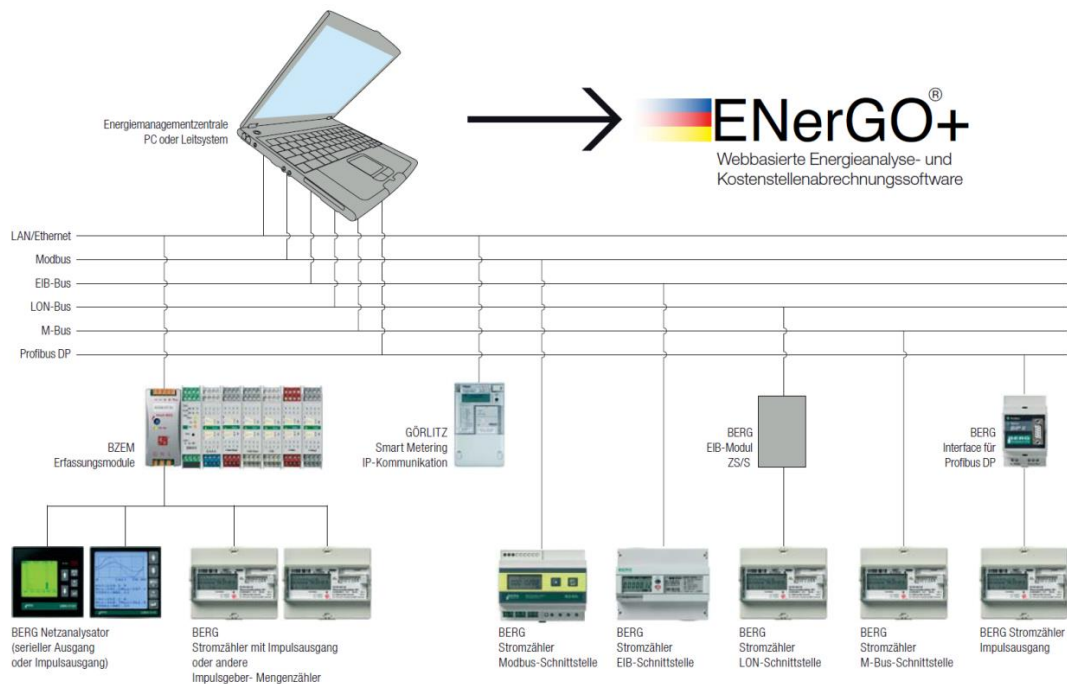 Energiemanagementzentrale
PC oder Leitsystem
ENerGO®+
Webbasierte Energieanalyse- und
Kostenstellenabrechnungssoftware
LAN/Ethernet
Modbus
EIB-Bus
LON-Bus
M-Bus
Profibus DP
BZEM
Erfassungsmodule
GÖRLITZ
Smart Metering
IP-Kommunikation
BERG
EIB-Modul
ZS/S
BERG
Interface für
Profibus DP
BERG Netzanalysator
(serieller Ausgang
oder Impulsausgang)
BERG
Stromzähler mit Impulsausgang
oder andere
Impulsgeber- Mengenzähler
BERG
Stromzähler
Modbus-Schnittstelle
BERG
Stromzähler
EIB-Schnittstelle
BERG
Stromzähler
LON-Schnittstelle
BERG
Stromzähler
M-Bus-Schnittstelle
BERG Stromzähler
Impulsausgang